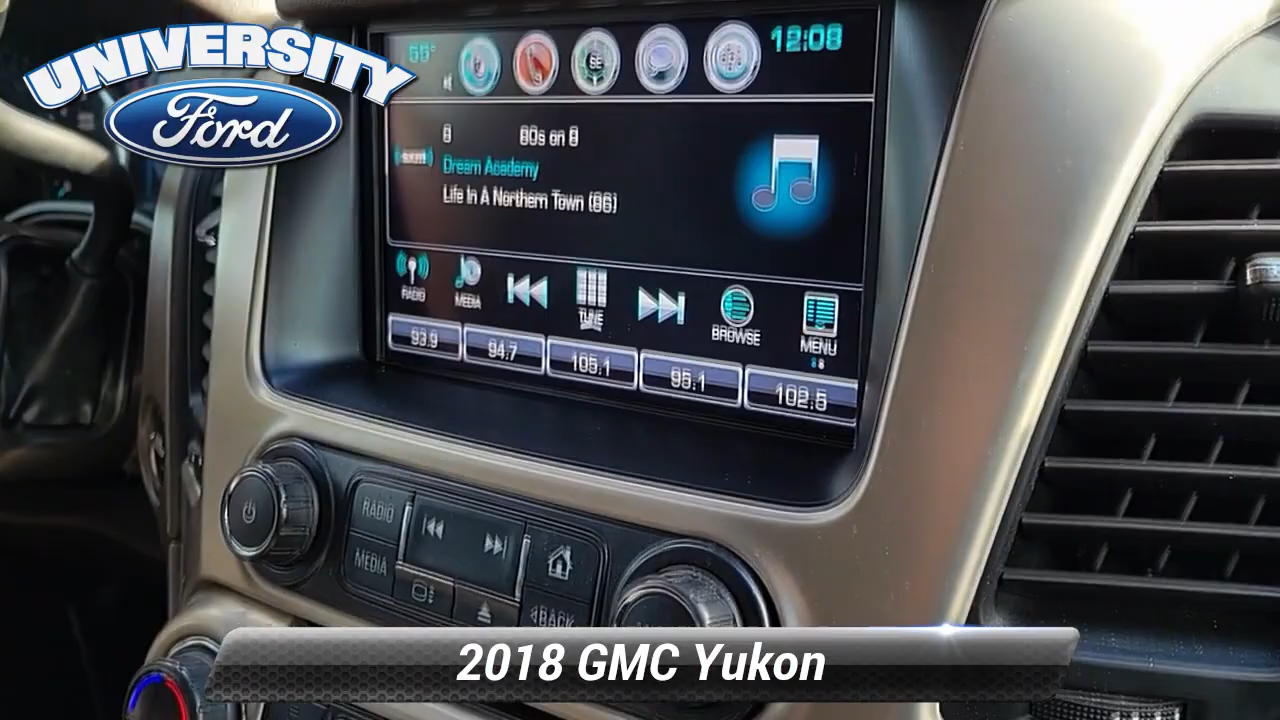 UNIVERSITY
Ford
12:08
SE
8 80s on 8
Dream Academy
Life In A Northern Town (86)
RADIO MEDIA TUNE BROWSE MENU
93.9 94.7 105.1 95.1 102.5
RADIO
MEDIA
BACK
2018 GMC Yukon